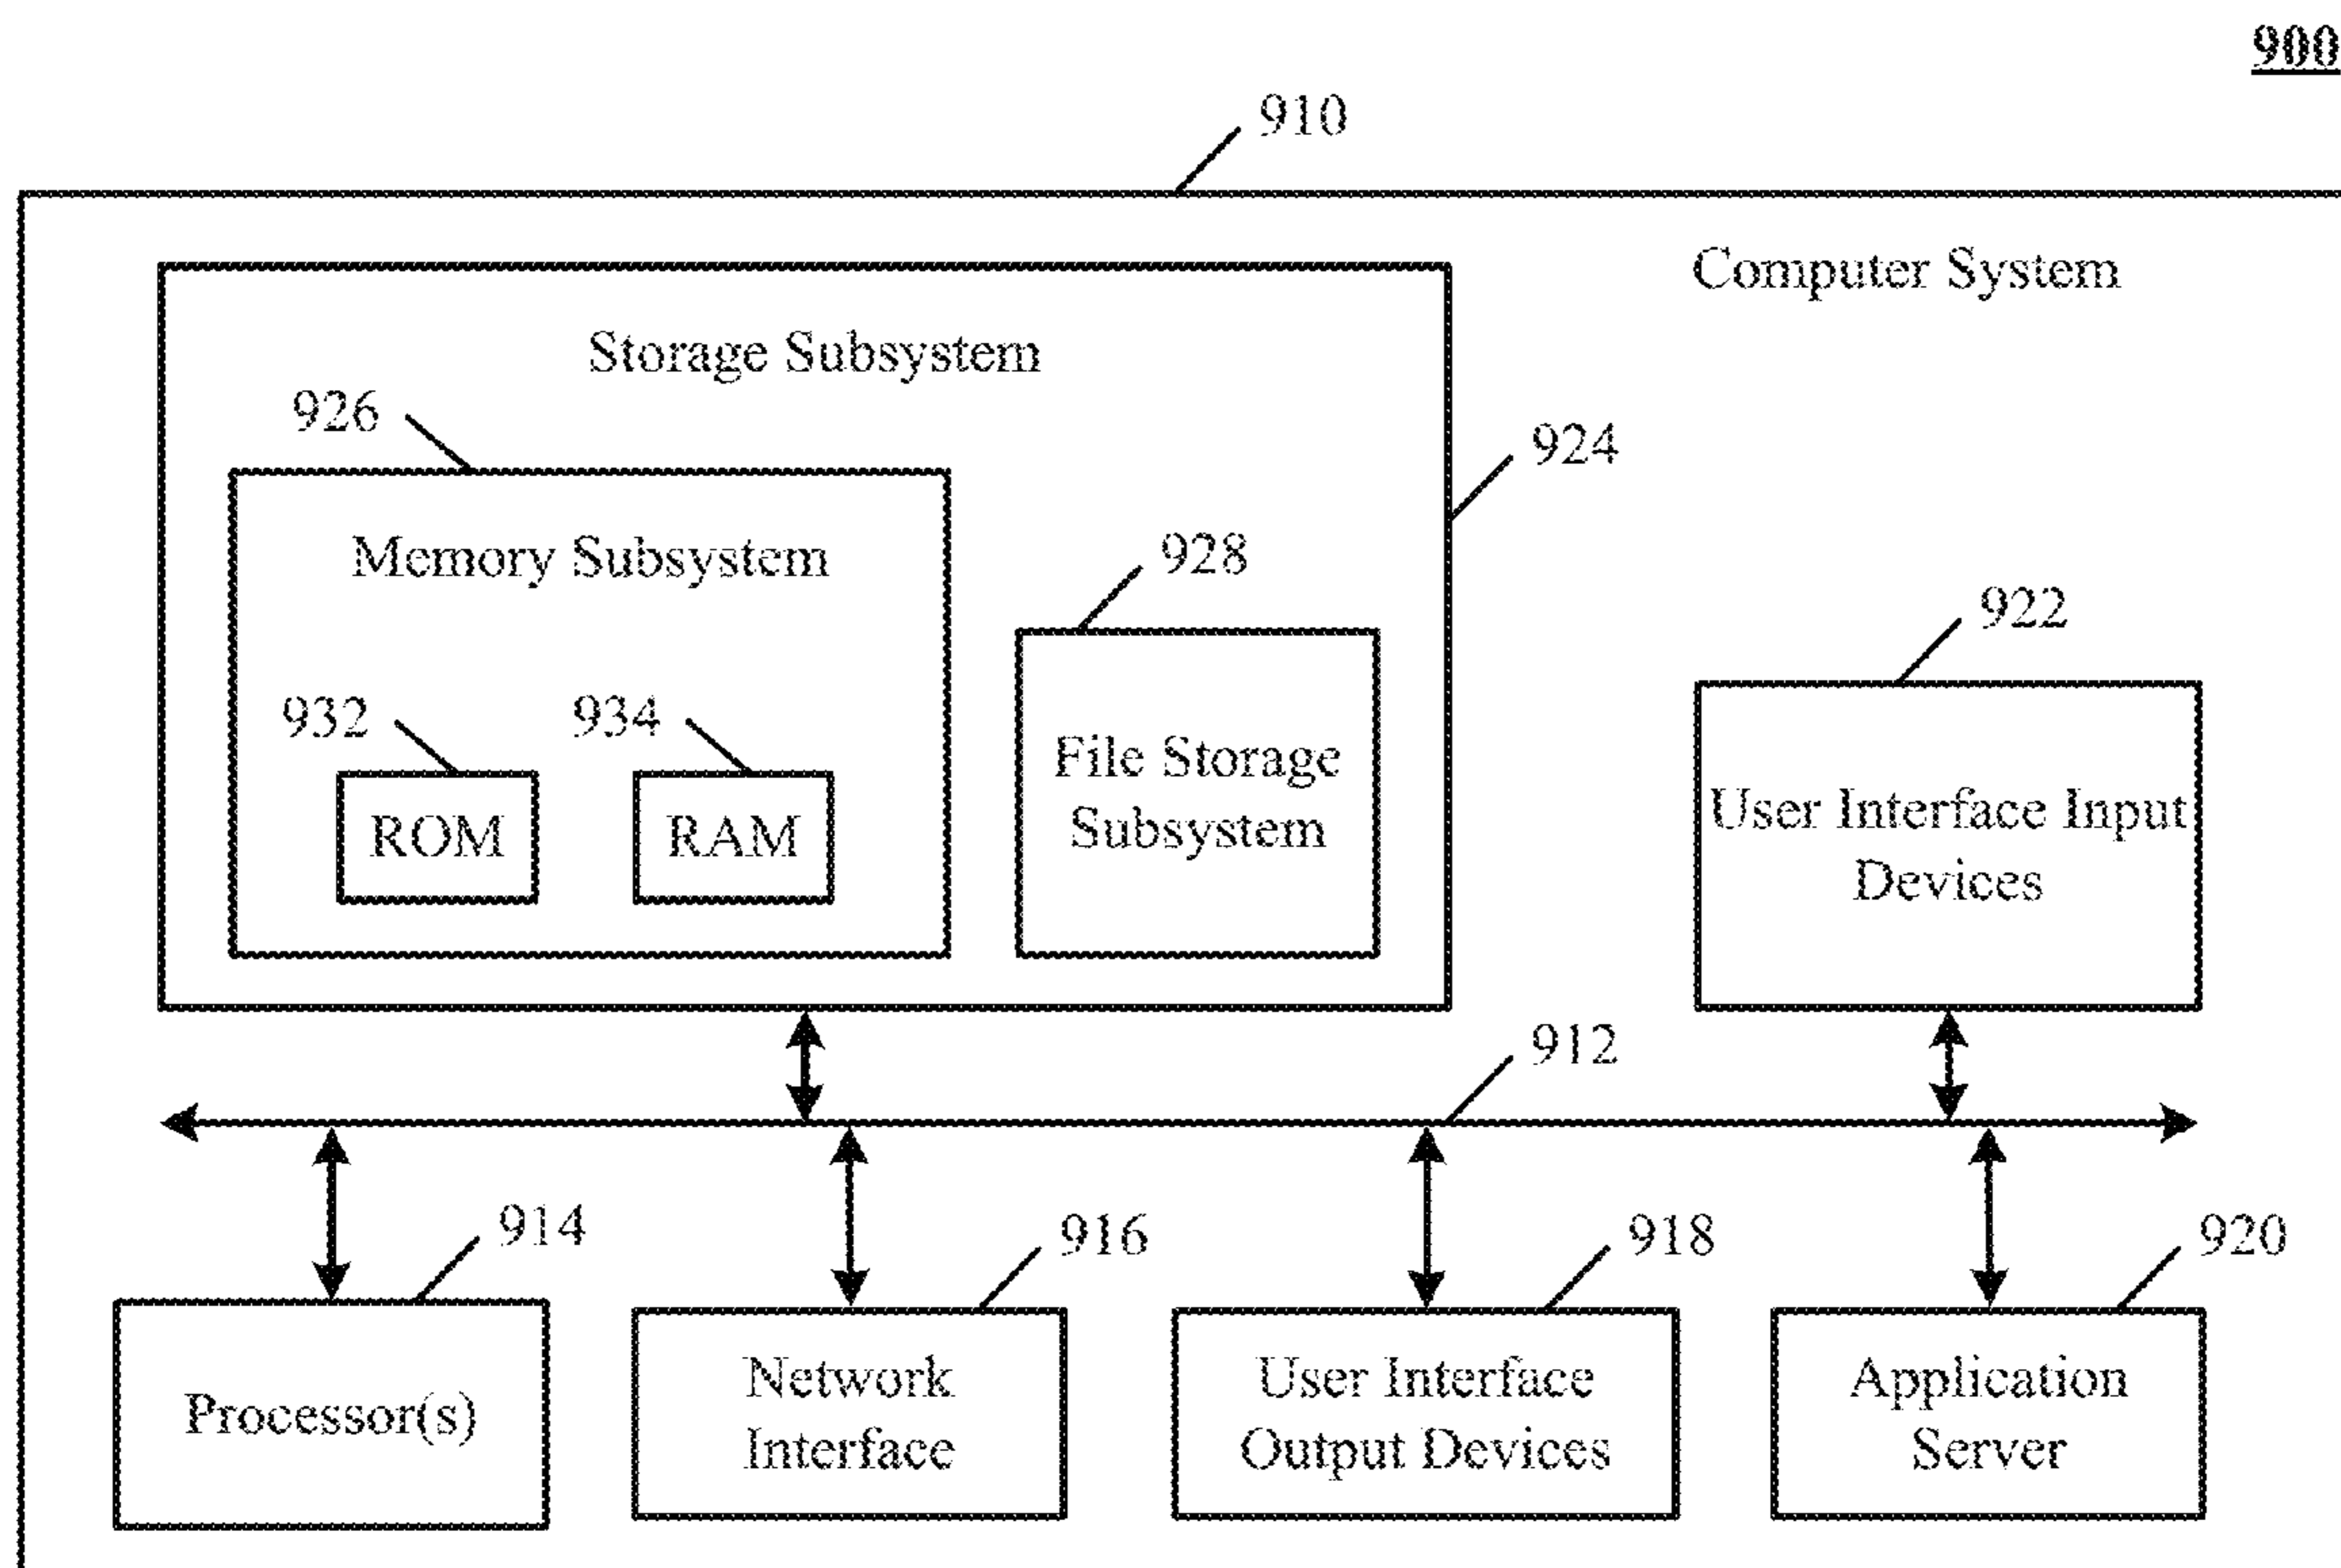 900
910
Computer System
Storage Subsystem
926
924
Memory Subsystem
928
922
932
934
File Storage
Subsystem
ROM
RAM
User Interface Input
Devices
912
914
916
918
920
Processor(s)
Network
Interface
User Interface
Output Devices
Application
Server